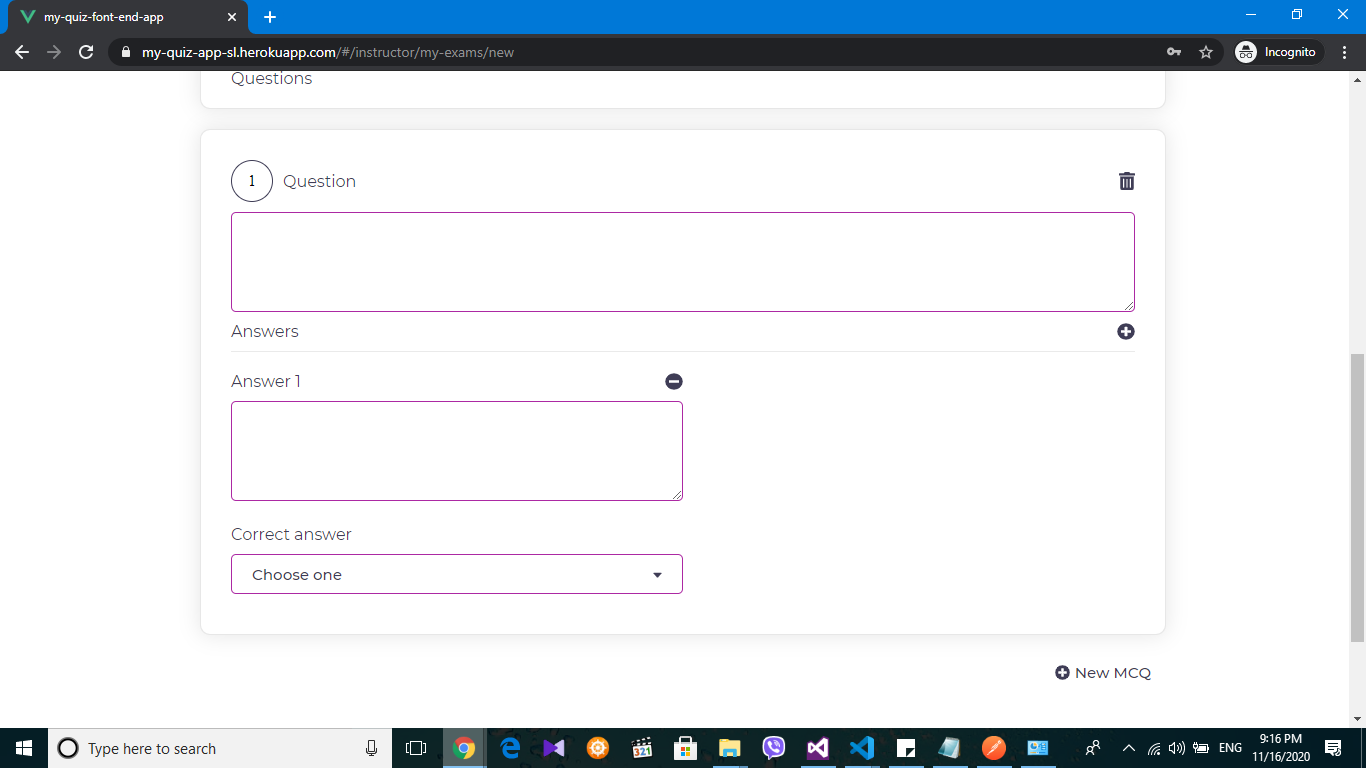 my-quiz-font-end-app
my-quiz-app-sl.herokuapp.com/#/instructor/my-exams/new
Incognito
Questions
1 Question
Answers
Answer 1
Correct answer
Choose one
New MCQ
Type here to search
321
ENG
9:16 PM
11/16/2020